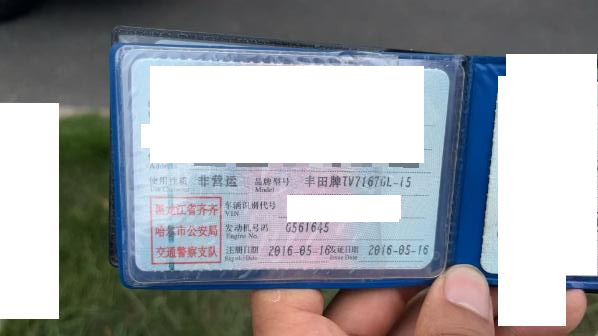 使用性质 非营运 品牌型号 丰田牌TV7167GL-i5
Use Character Model
黑龙江省齐齐
哈尔市公安局
交通警察支队
车辆识别代号
VIN
发动机号码 G561645
Engine No.
注册日期 2016-05-16 发证日期 2016-05-16
Register Date Issue Date